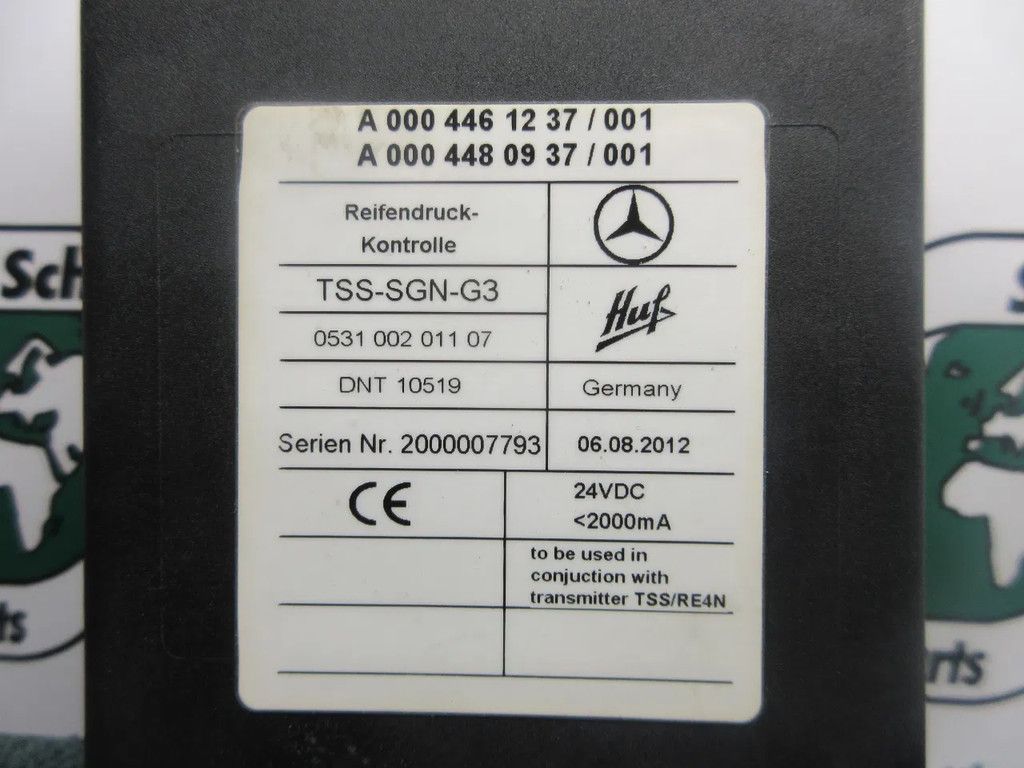 A 000 446 12 37 / 001
A 000 448 09 37 / 001
Reifendruck-
Kontrolle
TSS-SGN-G3
Huf
0531 002 011 07
DNT 10519
Germany
Serien Nr. 2000007793
06.08.2012
CE
24VDC
<2000mA
to be used in
conjuction with
transmitter TSS/RE4N